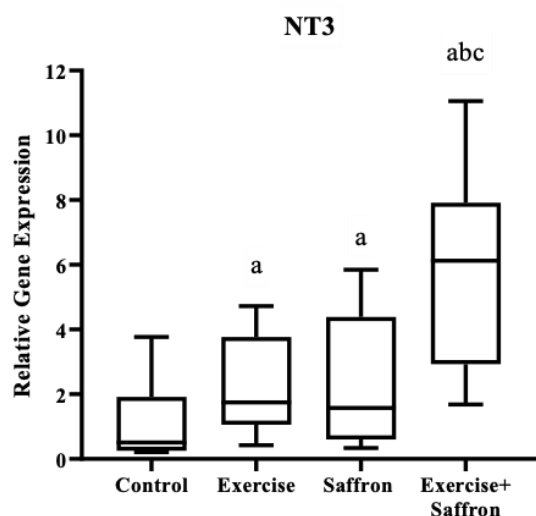 NT3
abc
a
a
Relative Gene Expression
12
10
8
6
4
2
0
Control
Exercise
Saffron
Exercise+
Saffron